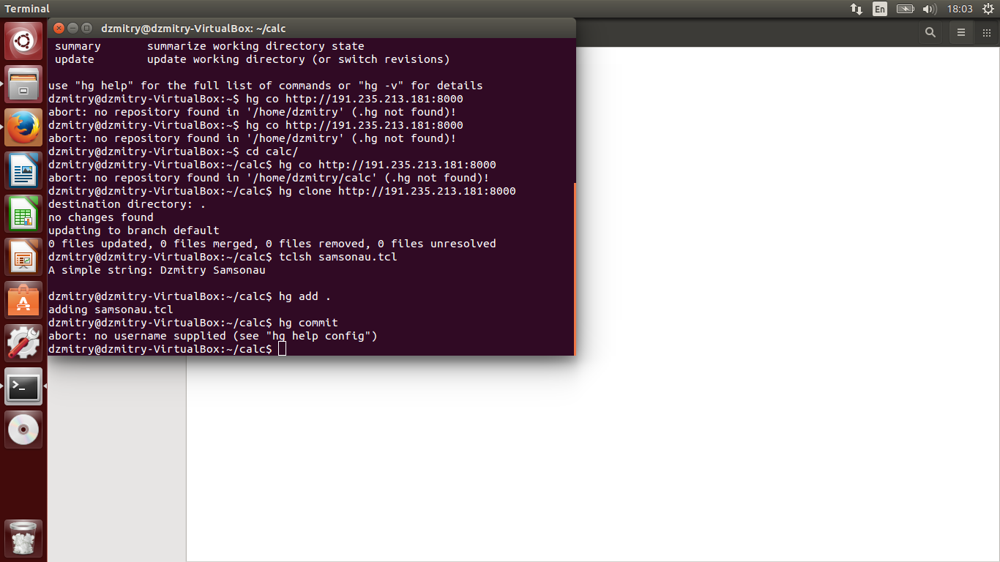 Terminal
En
18:03
dzmitry@dzmitry-VirtualBox: ~/calc
summary       summarize working directory state
update        update working directory (or switch revisions)
use "hg help" for the full list of commands or "hg -v" for details
dzmitry@dzmitry-VirtualBox:~$ hg co http://191.235.213.181:8000
abort: no repository found in '/home/dzmitry' (.hg not found)!
dzmitry@dzmitry-VirtualBox:~$ hg co http://191.235.213.181:8000
abort: no repository found in '/home/dzmitry' (.hg not found)!
dzmitry@dzmitry-VirtualBox:~$ cd calc/
dzmitry@dzmitry-VirtualBox:~/calc$ hg co http://191.235.213.181:8000
abort: no repository found in '/home/dzmitry/calc' (.hg not found)!
dzmitry@dzmitry-VirtualBox:~/calc$ hg clone http://191.235.213.181:8000
destination directory: .
no changes found
updating to branch default
0 files updated, 0 files merged, 0 files removed, 0 files unresolved
dzmitry@dzmitry-VirtualBox:~/calc$ tclsh samsonau.tcl
A simple string: Dzmitry Samsonau
dzmitry@dzmitry-VirtualBox:~/calc$ hg add .
adding samsonau.tcl
dzmitry@dzmitry-VirtualBox:~/calc$ hg commit
abort: no username supplied (see "hg help config")
dzmitry@dzmitry-VirtualBox:~/calc$